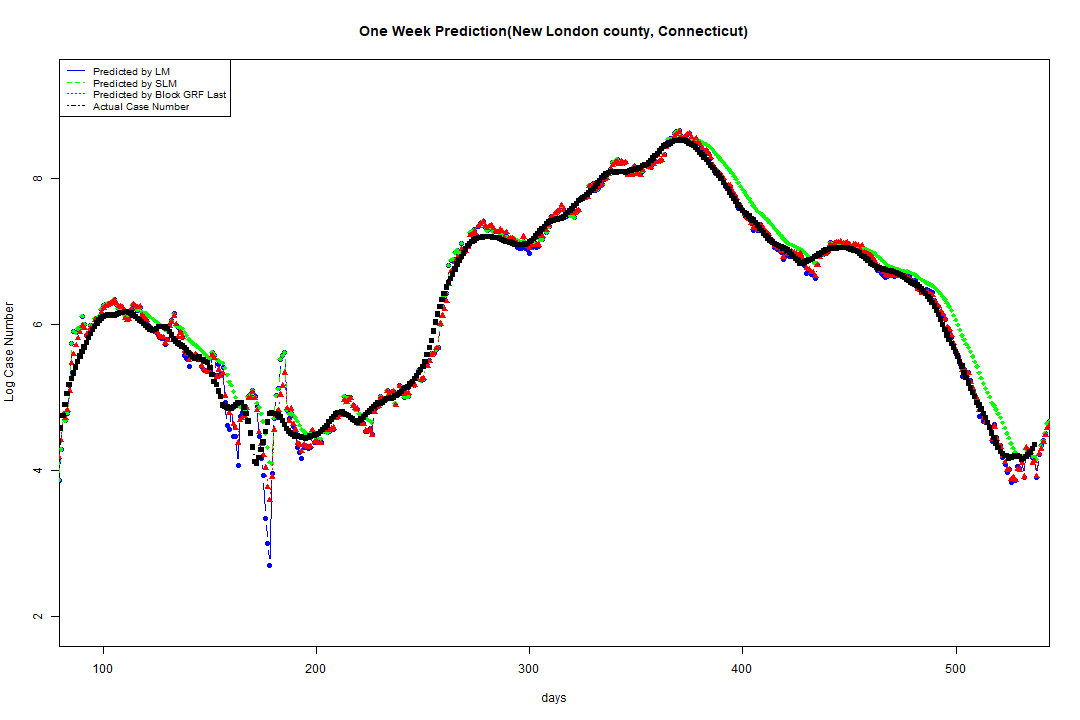 One Week Prediction(New London county, Connecticut)
Predicted by LM
Predicted by SLM
Predicted by Block GRF Last
Actual Case Number
8
6
4
2
Log Case Number
100 200 300 400 500
days